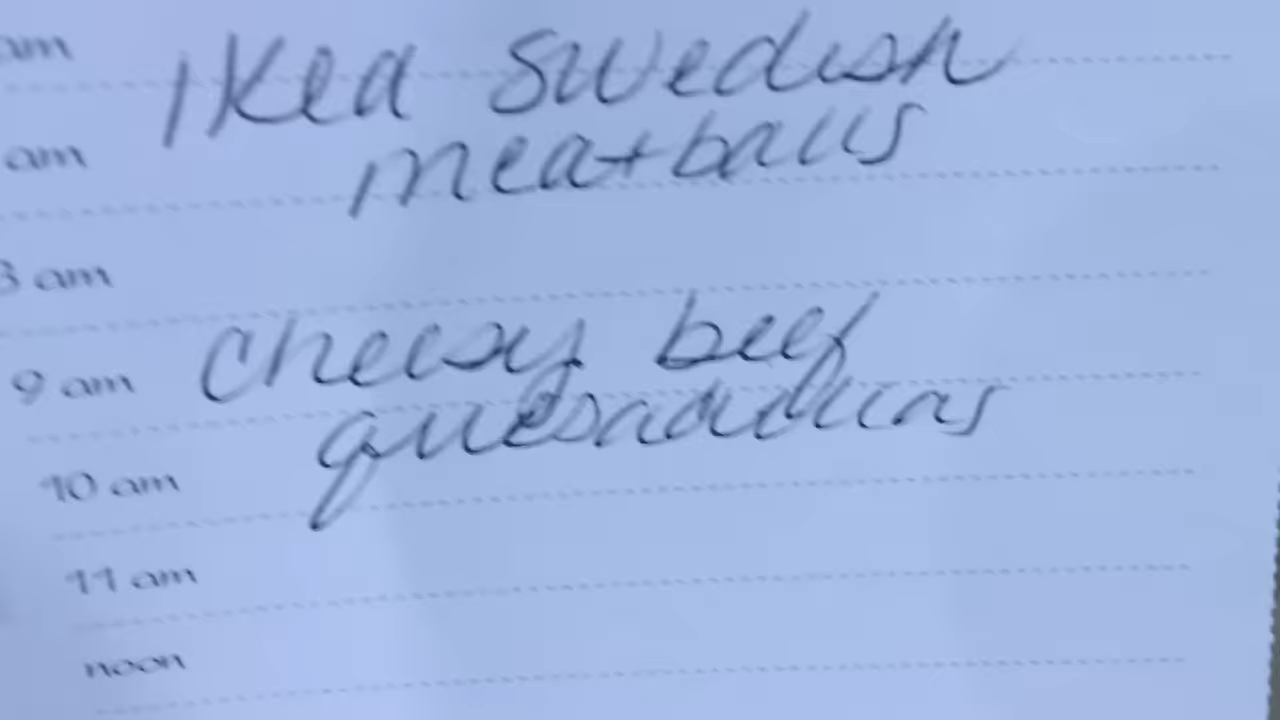 am
IKea Swedish
am
meatballs
8 am
Cheesy beef
9 am
quesadillas
10 am
11 am
noon